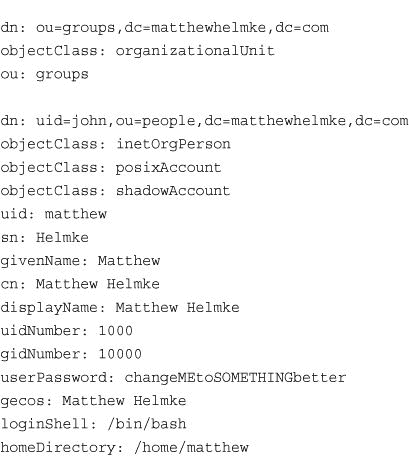 dn: ou=groups,dc=matthewhelmke,dc=com
objectClass: organizationalUnit
ou: groups

dn: uid=john,ou=people,dc=matthewhelmke,dc=com
objectClass: inetOrgPerson
objectClass: posixAccount
objectClass: shadowAccount
uid: matthew
sn: Helmke
givenName: Matthew
cn: Matthew Helmke
displayName: Matthew Helmke
uidNumber: 1000
gidNumber: 10000
userPassword: changeMEtoSOMETHINGbetter
gecos: Matthew Helmke
loginShell: /bin/bash
homeDirectory: /home/matthew